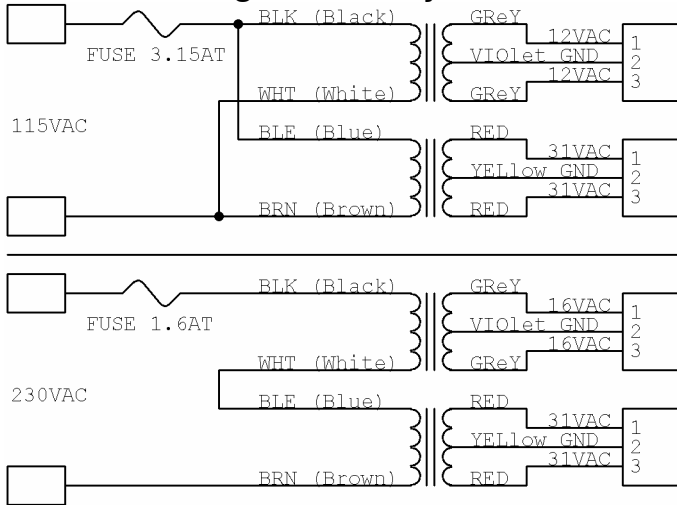 BLK (Black) GReY
FUSE 3.15AT 12VAC 1
VIOlet GND 2
12VAC 3
WHT (White) GReY
115VAC
BLE (Blue) RED
31VAC 1
YELlow GND 2
31VAC 3
BRN (Brown) RED
BLK (Black) GReY
FUSE 1.6AT 16VAC 1
VIOlet GND 2
16VAC 3
WHT (White) GReY
230VAC
BLE (Blue) RED
31VAC 1
YELlow GND 2
31VAC 3
BRN (Brown) RED